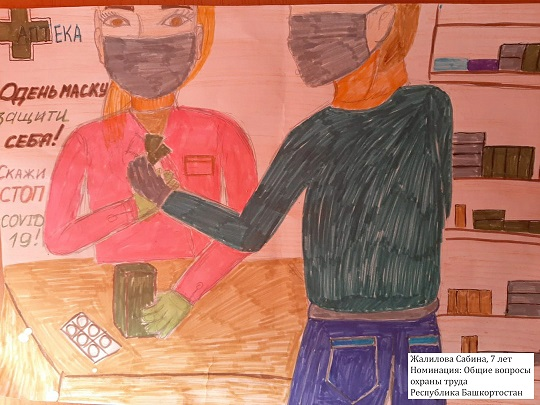 АПТЕКА
ОДЕНЬ МАСКУ
ЗАЩИТИ
СЕБЯ!
СКАЖИ
СТОП
COVID
19!
Жалилова Сабина, 7 лет
Номинация: Общие вопросы
охраны труда
Республика Башкортостан